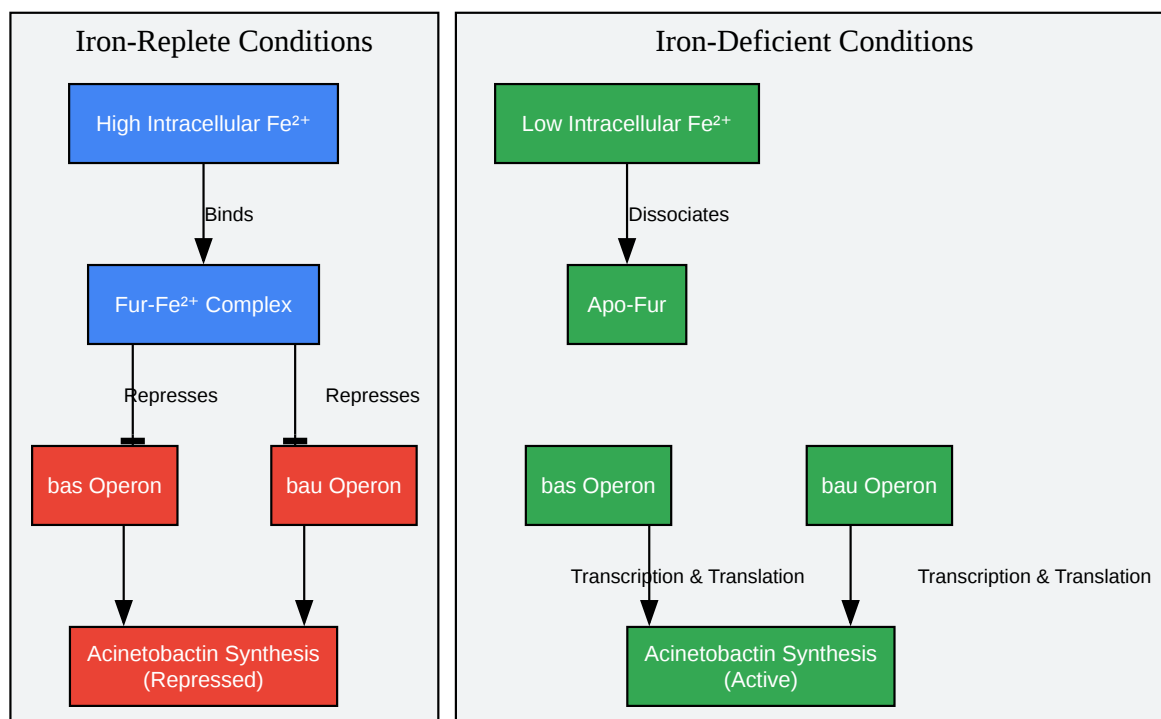 Iron-Replete Conditions
High Intracellular Fe²⁺
Binds
Fur-Fe²⁺ Complex
Represses
Represses
bas Operon
bau Operon
Acinetobactin Synthesis
(Repressed)
Iron-Deficient Conditions
Low Intracellular Fe²⁺
Dissociates
Apo-Fur
bas Operon
bau Operon
Transcription & Translation
Transcription & Translation
Acinetobactin Synthesis
(Active)